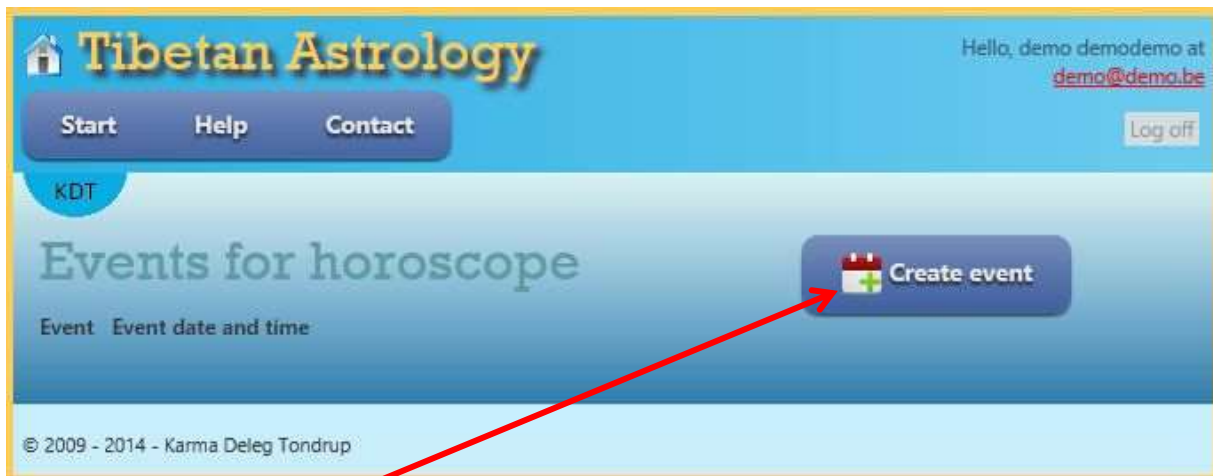 Tibetan Astrology
Hello, demo demodemo at
demo@demo.be
Start Help Contact
Log off
KDT
Events for horoscope
Create event
Event Event date and time
© 2009 - 2014 - Karma Deleg Tondrup